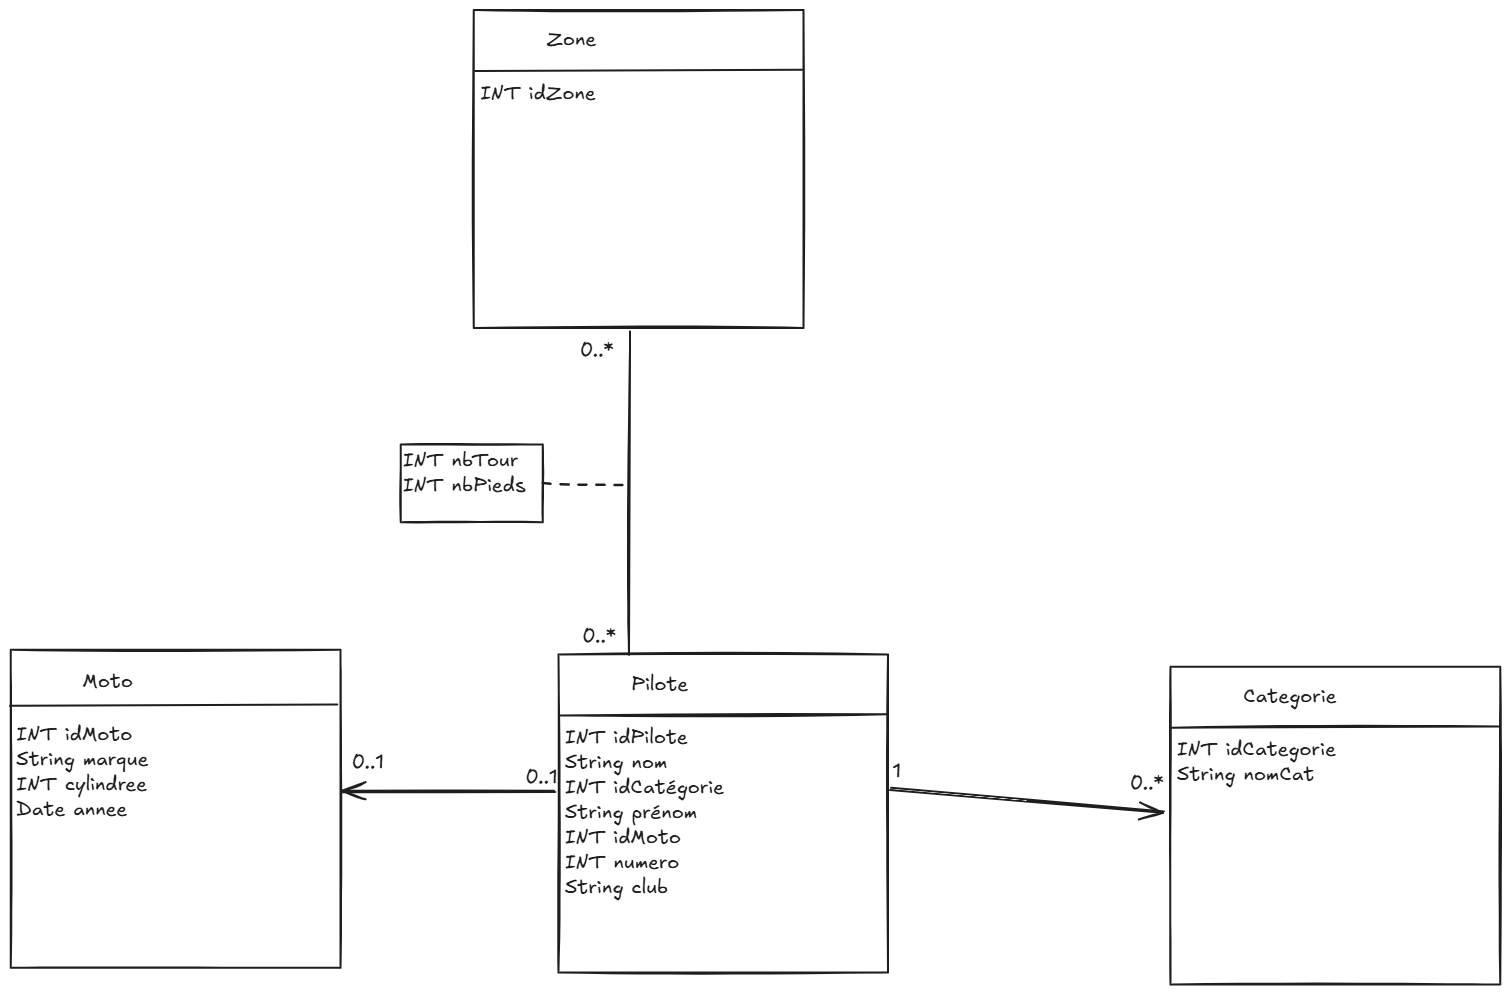 Zone
INT idZone
0..*
INT nbTour
INT nbPieds
0..*
Moto
INT idMoto
String marque
INT cylindree
Date annee
0..1
0..1
Pilote
INT idPilote
String nom
INT idCatégorie
String prénom
INT idMoto
INT numero
String club
1
0..*
Categorie
INT idCategorie
String nomCat